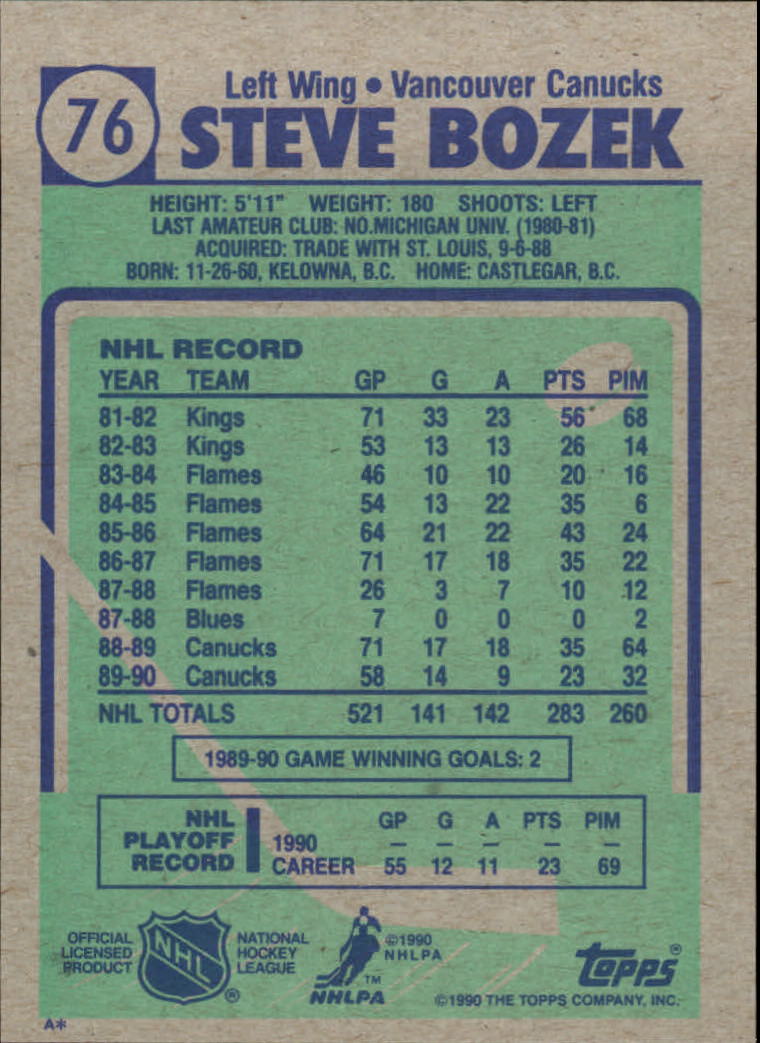 76
Left Wing • Vancouver Canucks
STEVE BOZEK
HEIGHT: 5'11" WEIGHT: 180 SHOOTS: LEFT
LAST AMATEUR CLUB: NO.MICHIGAN UNIV. (1980-81)
ACQUIRED: TRADE WITH ST. LOUIS, 9-6-88
BORN: 11-26-60, KELOWNA, B.C. HOME: CASTLEGAR, B.C.
NHL RECORD
YEAR TEAM GP G A PTS PIM
81-82 Kings 71 33 23 56 68
82-83 Kings 53 13 13 26 14
83-84 Flames 46 10 10 20 16
84-85 Flames 54 13 22 35 6
85-86 Flames 64 21 22 43 24
86-87 Flames 71 17 18 35 22
87-88 Flames 26 3 7 10 12
87-88 Blues 7 0 0 0 2
88-89 Canucks 71 17 18 35 64
89-90 Canucks 58 14 9 23 32
NHL TOTALS 521 141 142 283 260
1989-90 GAME WINNING GOALS: 2
NHL PLAYOFF RECORD
GP G A PTS PIM
1990 – – – – –
CAREER 55 12 11 23 69
OFFICIAL
LICENSED
PRODUCT
NHL
®
NATIONAL
HOCKEY
LEAGUE
©1990
NHLPA
TM
NHLPA
topps®
©1990 THE TOPPS COMPANY, INC.
A*